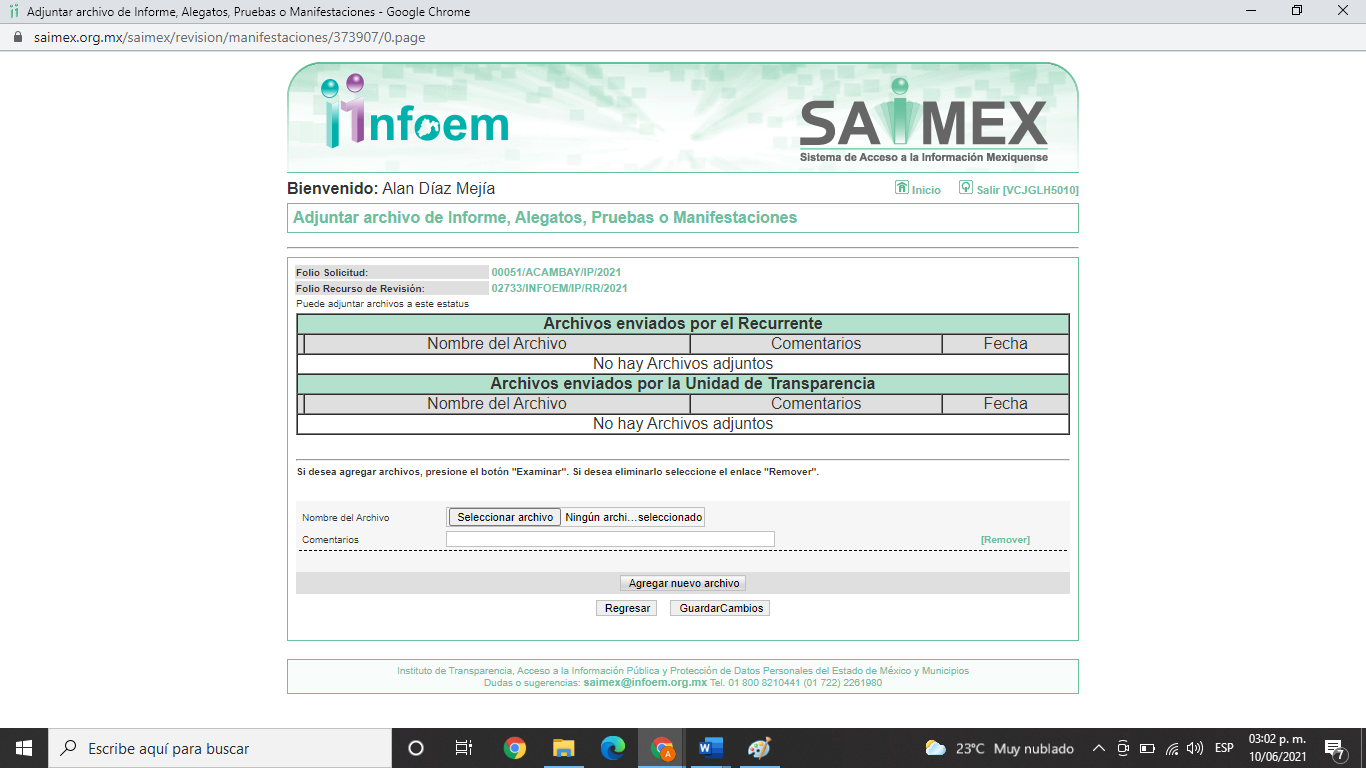 Adjuntar archivo de Informe, Alegatos, Pruebas o Manifestaciones - Google Chrome
saimex.org.mx/saimex/revision/manifestaciones/373907/0.page
infoem
SAIMEX
Sistema de Acceso a la Información Mexiquense
Bienvenido: Alan Díaz Mejía
Inicio Salir [VCJGLH5010]
Adjuntar archivo de Informe, Alegatos, Pruebas o Manifestaciones
Folio Solicitud: 00051/ACAMBAY/IP/2021
Folio Recurso de Revisión: 02733/INFOEM/IP/RR/2021
Puede adjuntar archivos a este estatus
Archivos enviados por el Recurrente
Nombre del Archivo Comentarios Fecha
No hay Archivos adjuntos
Archivos enviados por la Unidad de Transparencia
Nombre del Archivo Comentarios Fecha
No hay Archivos adjuntos
Si desea agregar archivos, presione el botón "Examinar". Si desea eliminarlo seleccione el enlace "Remover".
Nombre del Archivo Seleccionar archivo Ningún archi...seleccionado
Comentarios [Remover]
Agregar nuevo archivo
Regresar GuardarCambios
Instituto de Transparencia, Acceso a la Información Pública y Protección de Datos Personales del Estado de México y Municipios
Dudas o sugerencias: saimex@infoem.org.mx Tel. 01 800 8210441 (01 722) 2261980
Escribe aquí para buscar
23°C Muy nublado
ESP
03:02 p. m.
10/06/2021
7